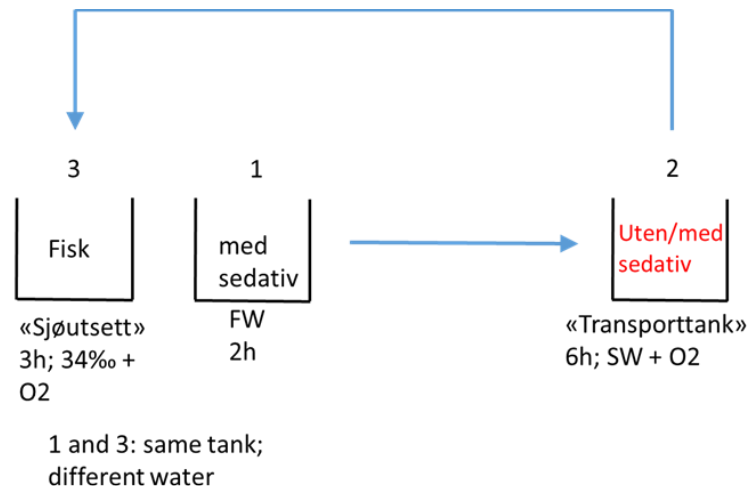 3
1
2
Fisk
med
sedativ
Uten/med
sedativ
«Sjøutsett»
3h; 34‰ +
O2
FW
2h
«Transporttank»
6h; SW + O2
1 and 3: same tank;
different water